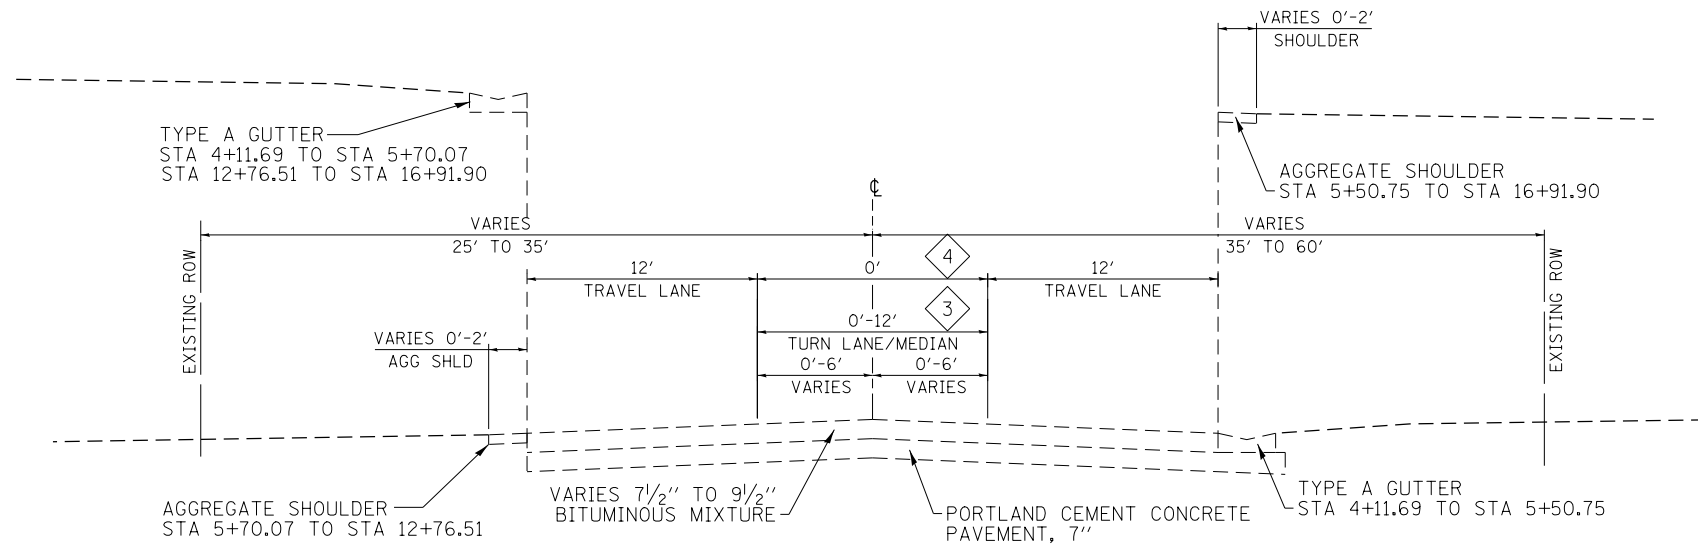 VARIES 0'-2'
SHOULDER
TYPE A GUTTER
STA 4+11.69 TO STA 5+70.07
STA 12+76.51 TO STA 16+91.90
AGGREGATE SHOULDER
STA 5+50.75 TO STA 16+91.90
℄
VARIES
25' TO 35'
VARIES
35' TO 60'
EXISTING ROW
EXISTING ROW
12'
TRAVEL LANE
0'
4
12'
TRAVEL LANE
3
0'-12'
TURN LANE/MEDIAN
VARIES 0'-2'
AGG SHLD
0'-6'
VARIES
0'-6'
VARIES
AGGREGATE SHOULDER
STA 5+70.07 TO STA 12+76.51
VARIES 7½" TO 9½"
BITUMINOUS MIXTURE
PORTLAND CEMENT CONCRETE
PAVEMENT, 7"
TYPE A GUTTER
STA 4+11.69 TO STA 5+50.75